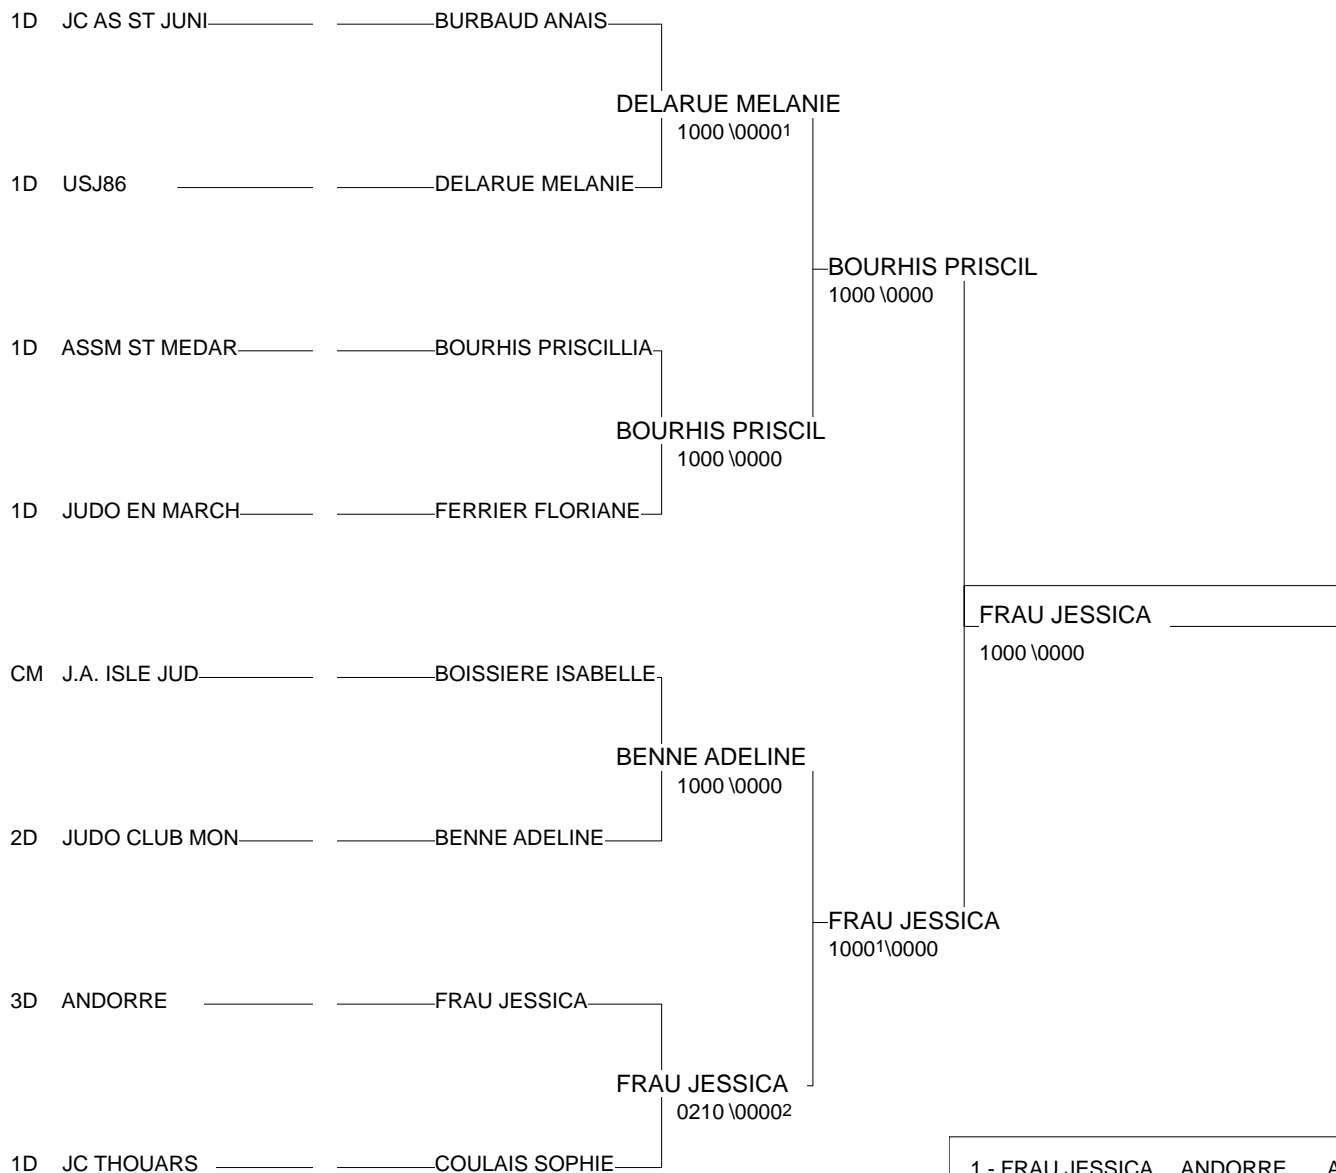 1D JC AS ST JUNI BURBAUD ANAIS
DELARUE MELANIE
1000 \00001
1D USJ86 DELARUE MELANIE
BOURHIS PRISCIL
1000 \0000
1D ASSM ST MEDAR BOURHIS PRISCILLIA
BOURHIS PRISCIL
1000 \0000
1D JUDO EN MARCH FERRIER FLORIANE
FRAU JESSICA
1000 \0000
CM J.A. ISLE JUD BOISSIERE ISABELLE
BENNE ADELINE
1000 \0000
2D JUDO CLUB MON BENNE ADELINE
FRAU JESSICA
10001\0000
3D ANDORRE FRAU JESSICA
FRAU JESSICA
0210 \00002
1D JC THOUARS COULAIS SOPHIE
1 - FRAU JESSICA ANDORRE A